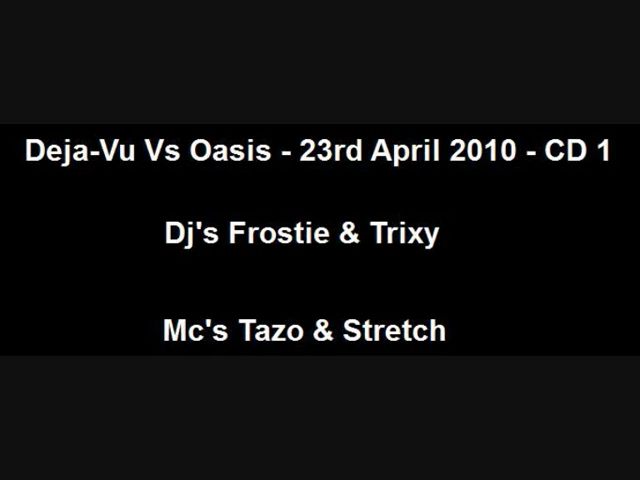 Deja-Vu Vs Oasis - 23rd April 2010 - CD 1
Dj's Frostie & Trixy
Mc's Tazo & Stretch